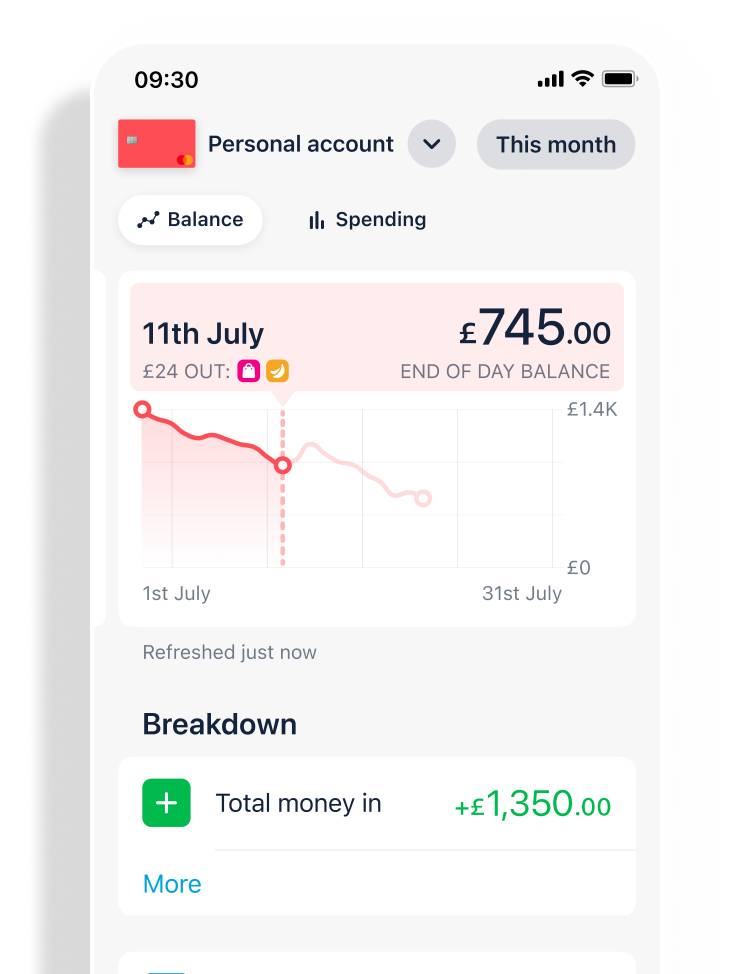 09:30
Personal account
This month
Balance
Spending
11th July
£745.00
£24 OUT:
END OF DAY BALANCE
£1.4K
£0
1st July
31st July
Refreshed just now
Breakdown
Total money in
+£1,350.00
More